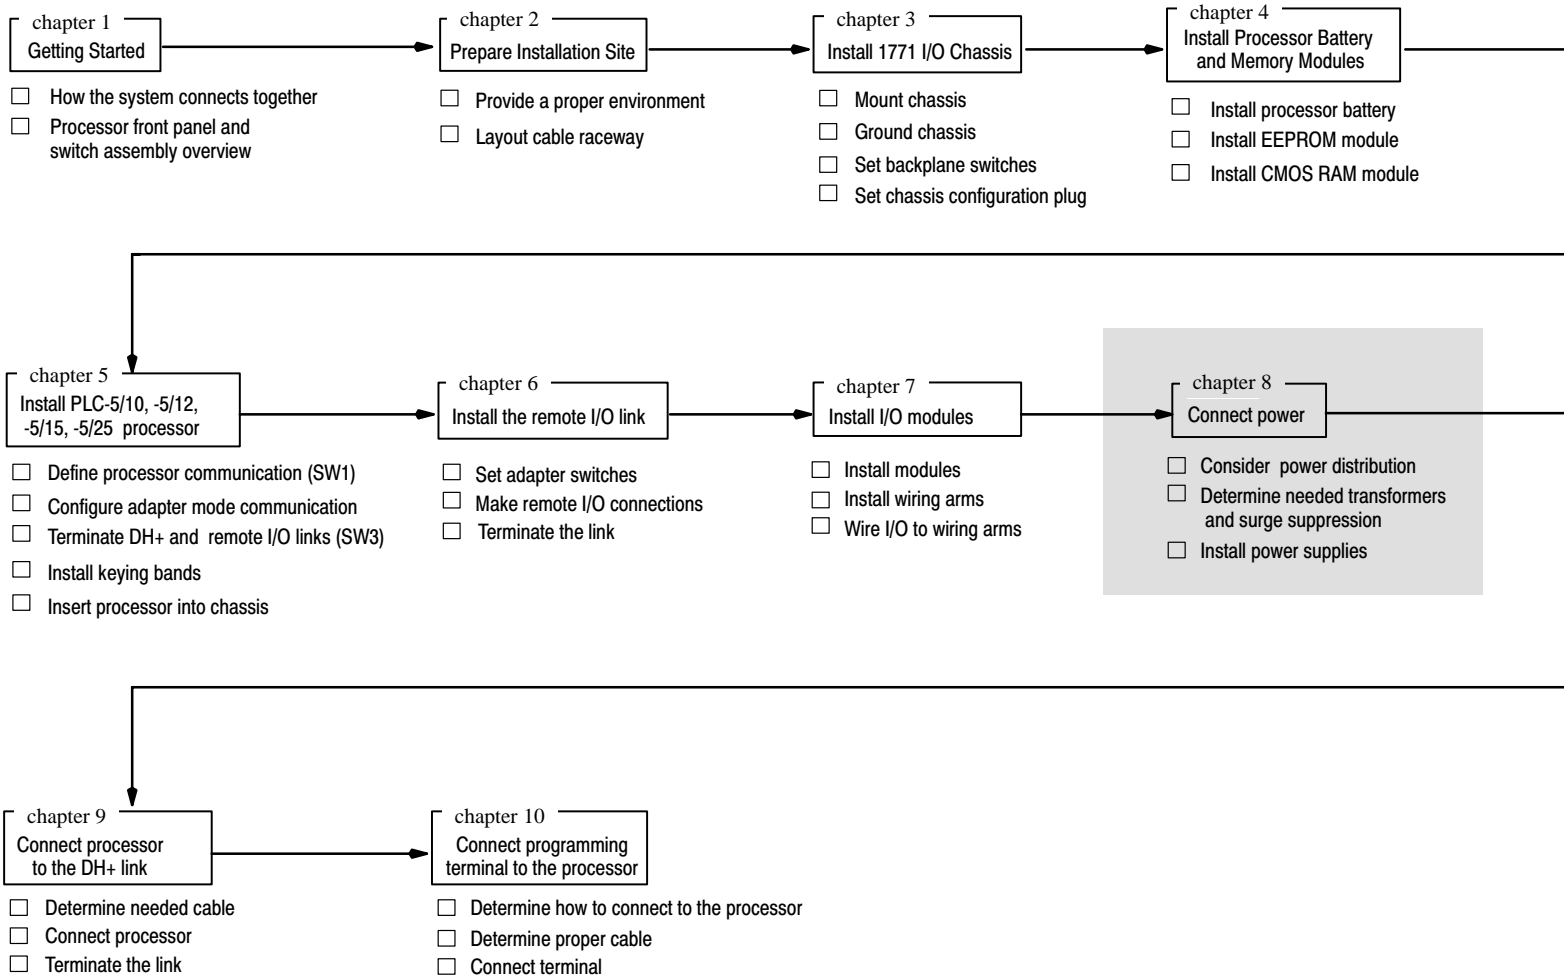 chapter 1
Getting Started
How the system connects together
Processor front panel and
switch assembly overview
chapter 2
Prepare Installation Site
Provide a proper environment
Layout cable raceway
chapter 3
Install 1771 I/O Chassis
Mount chassis
Ground chassis
Set backplane switches
Set chassis configuration plug
chapter 4
Install Processor Battery
and Memory Modules
Install processor battery
Install EEPROM module
Install CMOS RAM module
chapter 5
Install PLC-5/10, -5/12,
-5/15, -5/25 processor
Define processor communication (SW1)
Configure adapter mode communication
Terminate DH+ and remote I/O links (SW3)
Install keying bands
Insert processor into chassis
chapter 6
Install the remote I/O link
Set adapter switches
Make remote I/O connections
Terminate the link
chapter 7
Install I/O modules
Install modules
Install wiring arms
Wire I/O to wiring arms
chapter 8
Connect power
Consider power distribution
Determine needed transformers
and surge suppression
Install power supplies
chapter 9
Connect processor
to the DH+ link
Determine needed cable
Connect processor
Terminate the link
chapter 10
Connect programming
terminal to the processor
Determine how to connect to the processor
Determine proper cable
Connect terminal